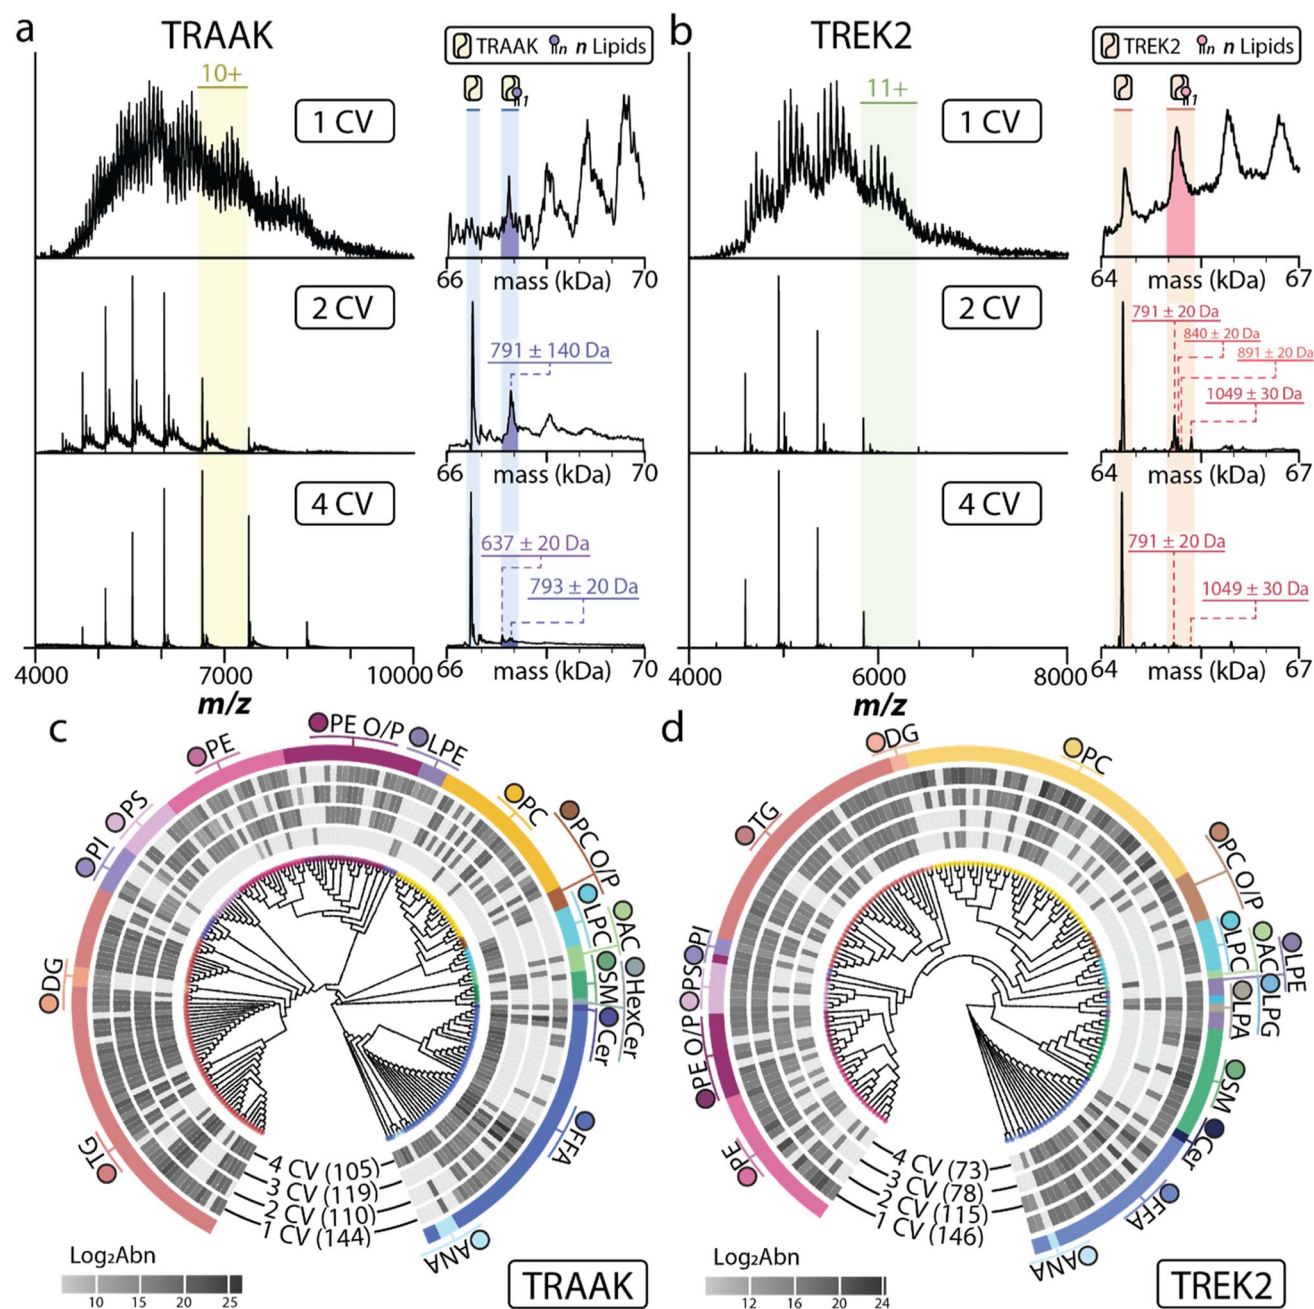 a
TRAAK
TRAAK n n Lipids
10+
1 CV
1
66 mass (kDa) 70
2 CV
791 ± 140 Da
66 mass (kDa) 70
4 CV
637 ± 20 Da
793 ± 20 Da
66 mass (kDa) 70
4000 7000 10000
m/z
b
TREK2
TREK2 n n Lipids
11+
1 CV
1
64 mass (kDa) 67
2 CV
791 ± 20 Da
840 ± 20 Da
891 ± 20 Da
1049 ± 30 Da
64 mass (kDa) 67
4 CV
791 ± 20 Da
1049 ± 30 Da
64 mass (kDa) 67
4000 6000 8000
m/z
c
TG
DG
PI
PS
PE
PE O/P
LPE
PC
PC O/P
LPC
AC
SM
HexCer
Cer
FFA
ANA
4 CV (105)
3 CV (119)
2 CV (110)
1 CV (144)
Log₂Abn
10 15 20 25
TRAAK
d
PE
PE O/P
PS
PI
TG
DG
PC
PC O/P
LPC
AC
LPE
LPG
LPA
SM
Cer
FFA
ANA
4 CV (73)
3 CV (78)
2 CV (115)
1 CV (146)
Log₂Abn
12 16 20 24
TREK2